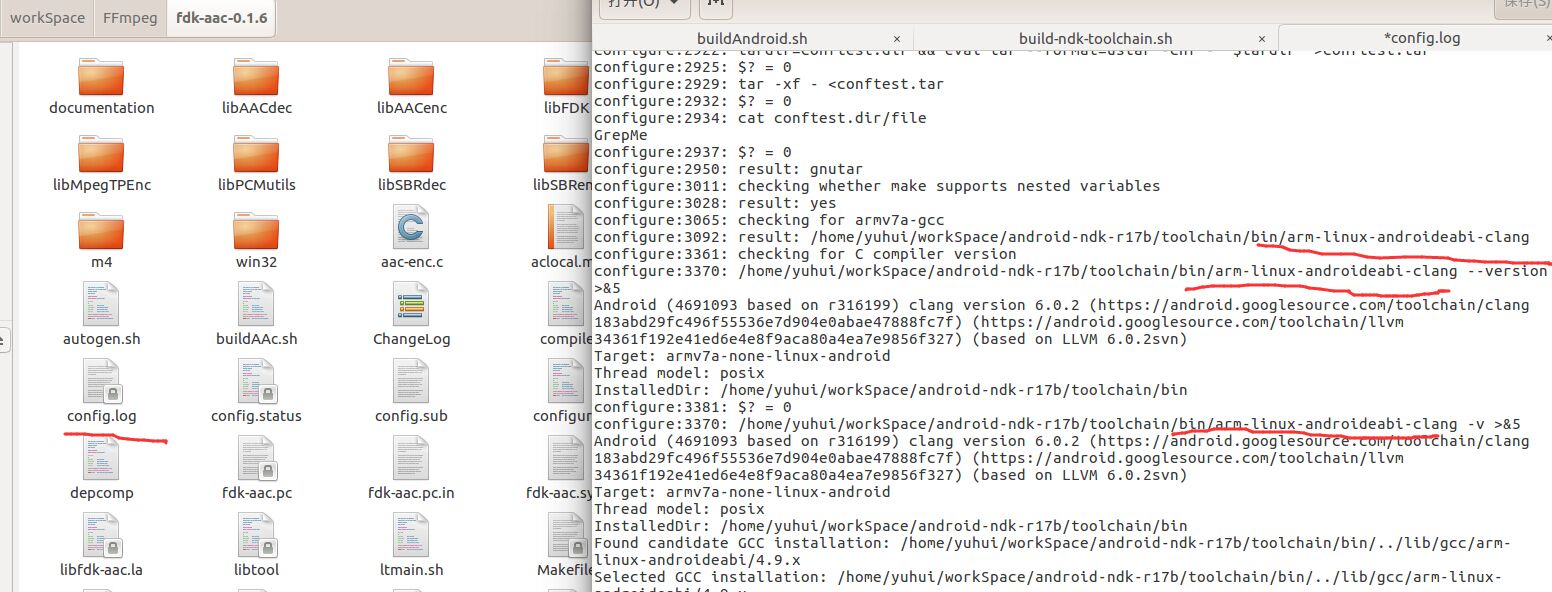 workSpace FFmpeg fdk-aac-0.1.6
documentation libAACdec libAACenc libFDK
libMpegTPEnc libPCMutils libSBRdec libSBRen
m4 win32 aac-enc.c aclocal.m
autogen.sh buildAAc.sh ChangeLog compile
config.log config.status config.sub configur
depcomp fdk-aac.pc fdk-aac.pc.in fdk-aac.sy
libfdk-aac.la libtool ltmain.sh Makefile
打开(O) 保存(S)
buildAndroid.sh × build-ndk-toolchain.sh × *config.log ×
configure:2922: tardir=conftest.dir && eval tar --format=ustar -chf - "$tardir" >conftest.tar
configure:2925: $? = 0
configure:2929: tar -xf - <conftest.tar
configure:2932: $? = 0
configure:2934: cat conftest.dir/file
GrepMe
configure:2937: $? = 0
configure:2950: result: gnutar
configure:3011: checking whether make supports nested variables
configure:3028: result: yes
configure:3065: checking for armv7a-gcc
configure:3092: result: /home/yuhui/workSpace/android-ndk-r17b/toolchain/bin/arm-linux-androideabi-clang
configure:3361: checking for C compiler version
configure:3370: /home/yuhui/workSpace/android-ndk-r17b/toolchain/bin/arm-linux-androideabi-clang --version
>&5
Android (4691093 based on r316199) clang version 6.0.2 (https://android.googlesource.com/toolchain/clang
183abd29fc496f55536e7d904e0abae47888fc7f) (https://android.googlesource.com/toolchain/llvm
34361f192e41ed6e4e8f9aca80a4ea7e9856f327) (based on LLVM 6.0.2svn)
Target: armv7a-none-linux-android
Thread model: posix
InstalledDir: /home/yuhui/workSpace/android-ndk-r17b/toolchain/bin
configure:3381: $? = 0
configure:3370: /home/yuhui/workSpace/android-ndk-r17b/toolchain/bin/arm-linux-androideabi-clang -v >&5
Android (4691093 based on r316199) clang version 6.0.2 (https://android.googlesource.com/toolchain/clang
183abd29fc496f55536e7d904e0abae47888fc7f) (https://android.googlesource.com/toolchain/llvm
34361f192e41ed6e4e8f9aca80a4ea7e9856f327) (based on LLVM 6.0.2svn)
Target: armv7a-none-linux-android
Thread model: posix
InstalledDir: /home/yuhui/workSpace/android-ndk-r17b/toolchain/bin
Found candidate GCC installation: /home/yuhui/workSpace/android-ndk-r17b/toolchain/bin/../lib/gcc/arm-
linux-androideabi/4.9.x
Selected GCC installation: /home/yuhui/workSpace/android-ndk-r17b/toolchain/bin/../lib/gcc/arm-linux-
androideabi/4.9.x